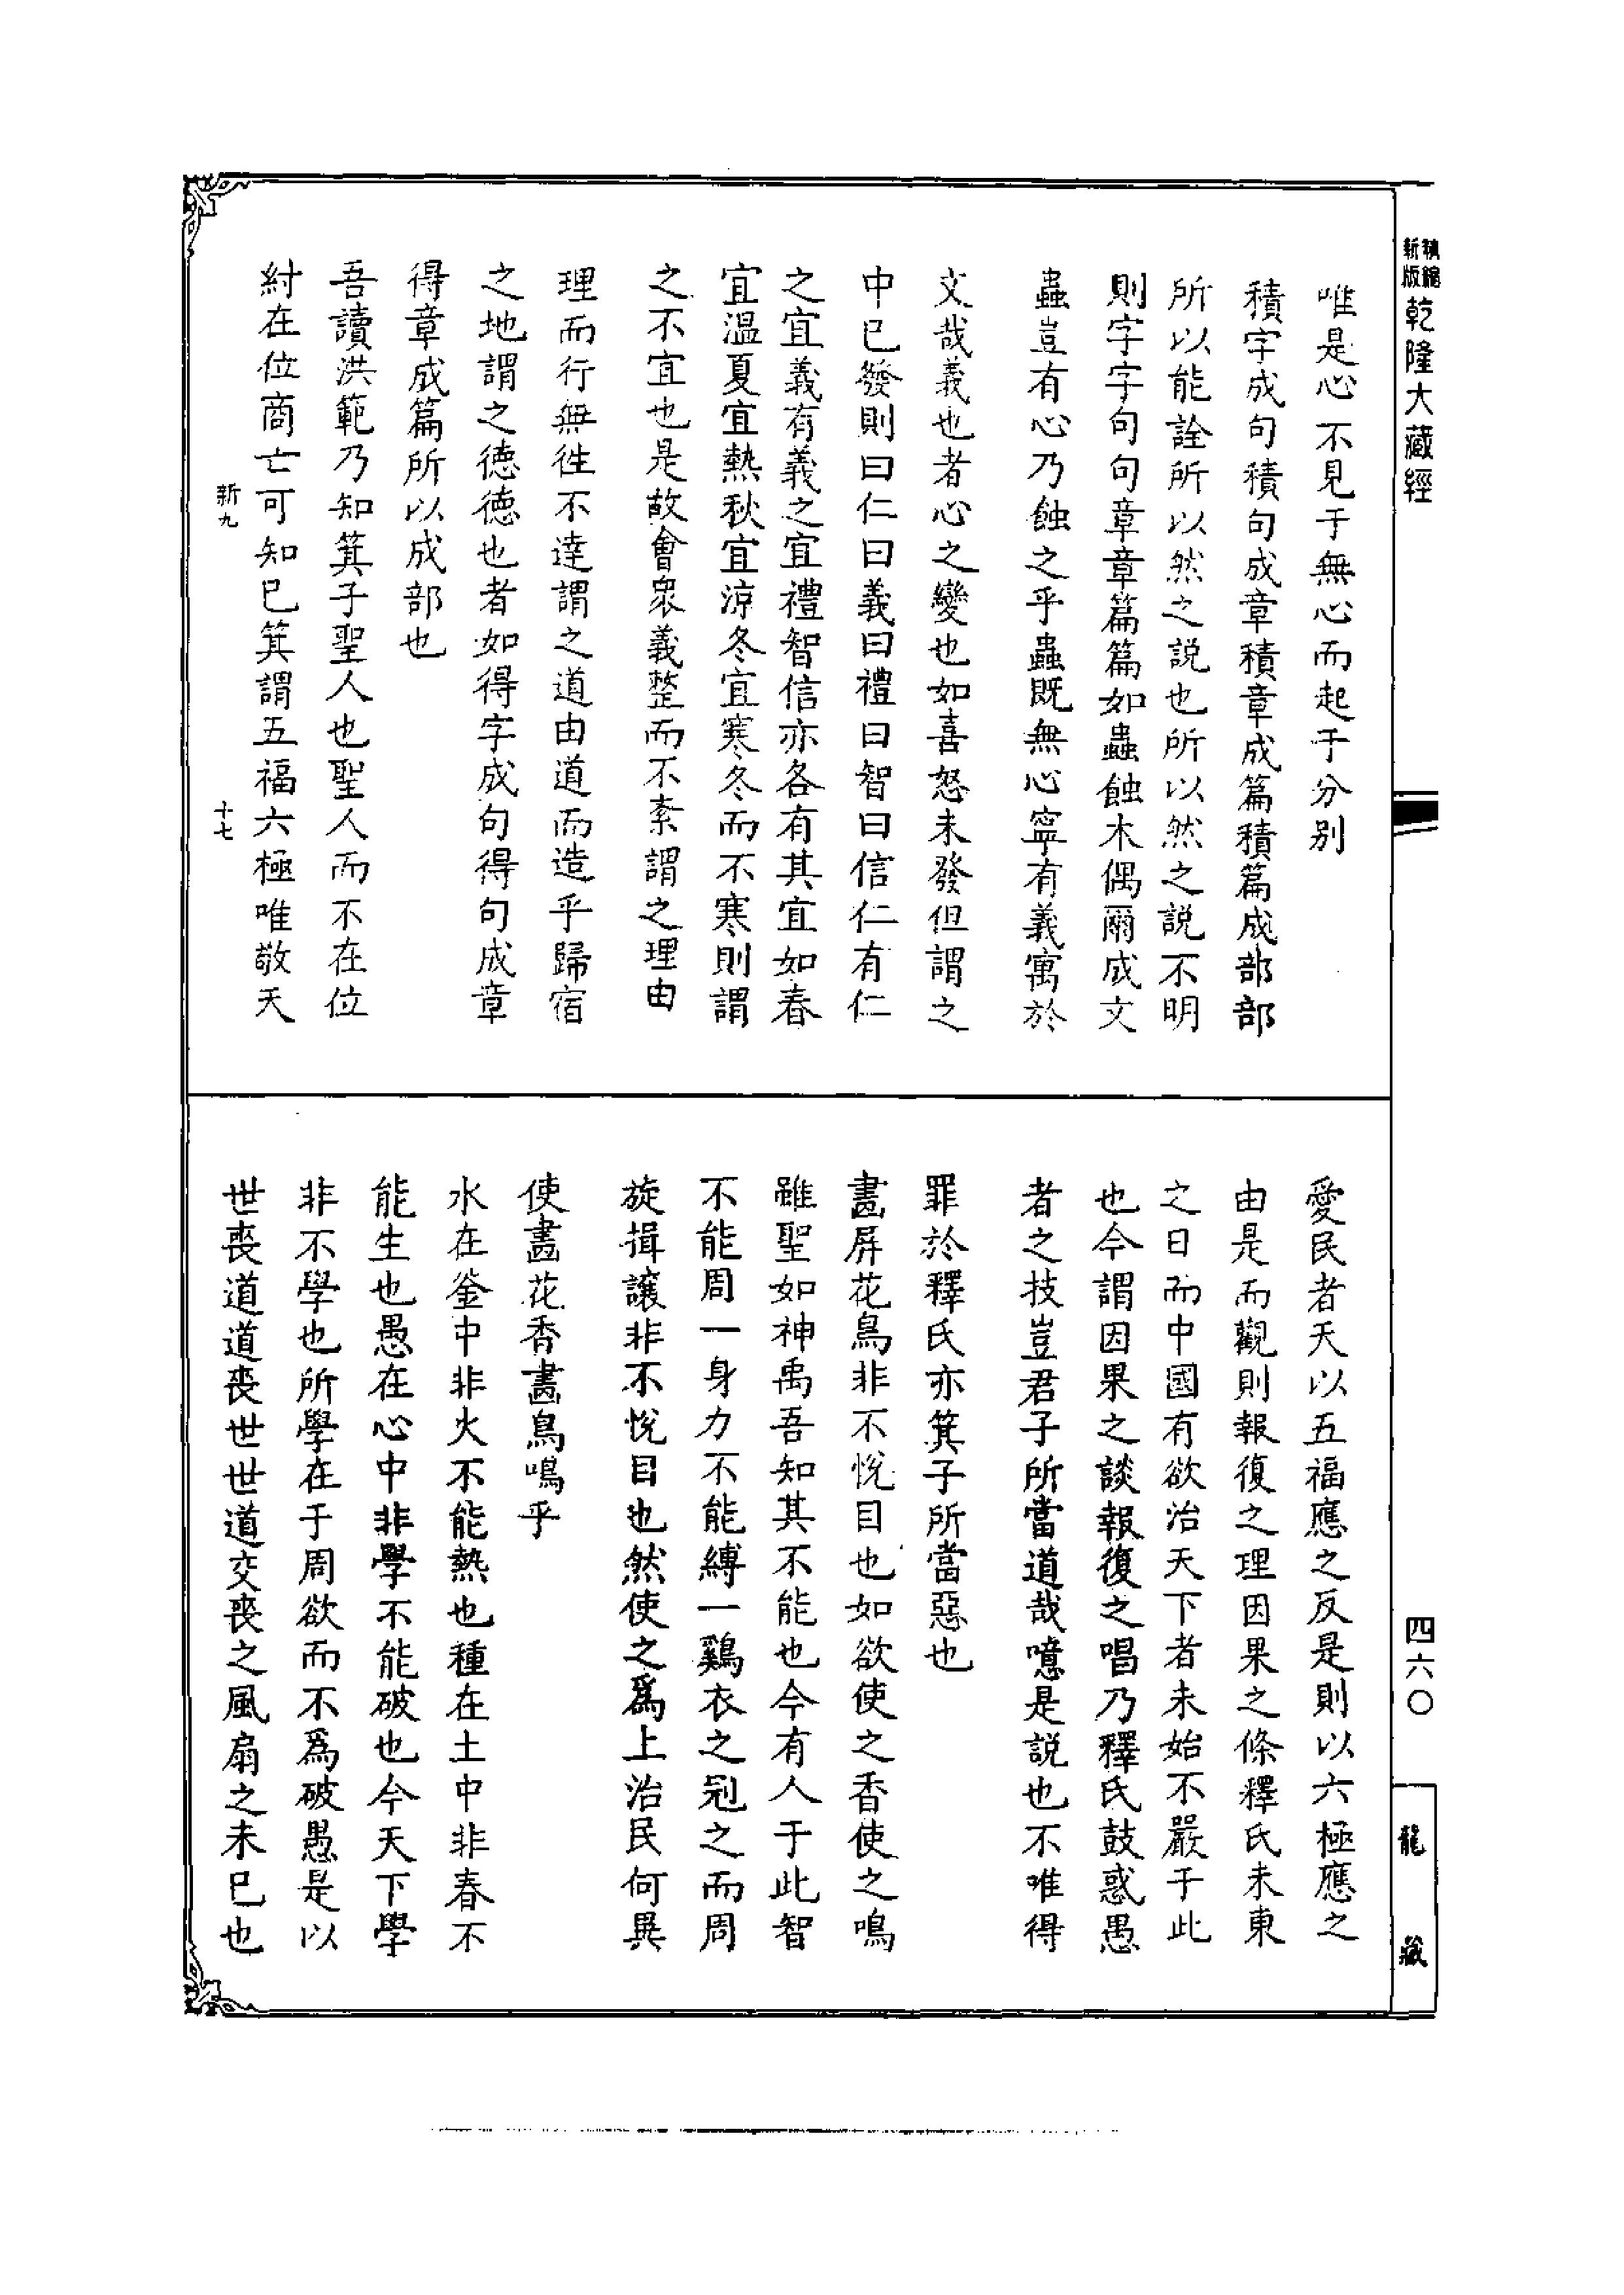 新版精縮乾隆大藏經
唯是心不見于無心而起于分別
積字成句積句成章積章成篇積篇成部部
所以能詮所以然之說也所以然之說不明
則字字句句章章篇篇如蟲蝕木偶爾成文
蟲豈有心乃蝕之乎蟲既無心寧有義寓於
文哉義也者心之變也如喜怒未發但謂之
中已發則曰仁曰義曰禮曰智曰信仁有仁
之宜義有義之宜禮智信亦各有其宜如春
宜溫夏宜熱秋宜涼冬宜寒冬而不寒則謂
之不宜也是故會眾義整而不紊謂之理由
理而行無往不達謂之道由道而造乎歸宿
之地謂之德德也者如得字成句得句成章
得章成篇所以成部也
吾讀洪範乃知箕子聖人也聖人而不在位
紂在位商亡可知已箕謂五福六極唯敬天
新九
十七
愛民者天以五福應之反是則以六極應之
由是而觀則報復之理因果之條釋氏未東
之日而中國有欲治天下者未始不嚴于此
也今謂因果之談報復之唱乃釋氏鼓惑愚
者之技豈君子所當道哉噫是說也不唯得
罪於釋氏亦箕子所當惡也
畫屏花鳥非不悅目也如欲使之香使之鳴
雖聖如神禹吾知其不能也今有人于此智
不能周一身力不能縛一鷄衣之冠之而周
旋揖讓非不悅目也然使之為上治民何異
使畫花香畫鳥鳴乎
水在釜中非火不能熱也種在土中非春不
能生也愚在心中非學不能破也今天下學
非不學也所學在于周欲而不為破愚是以
世喪道道喪世世道交喪之風扇之未已也
四六〇
龍藏